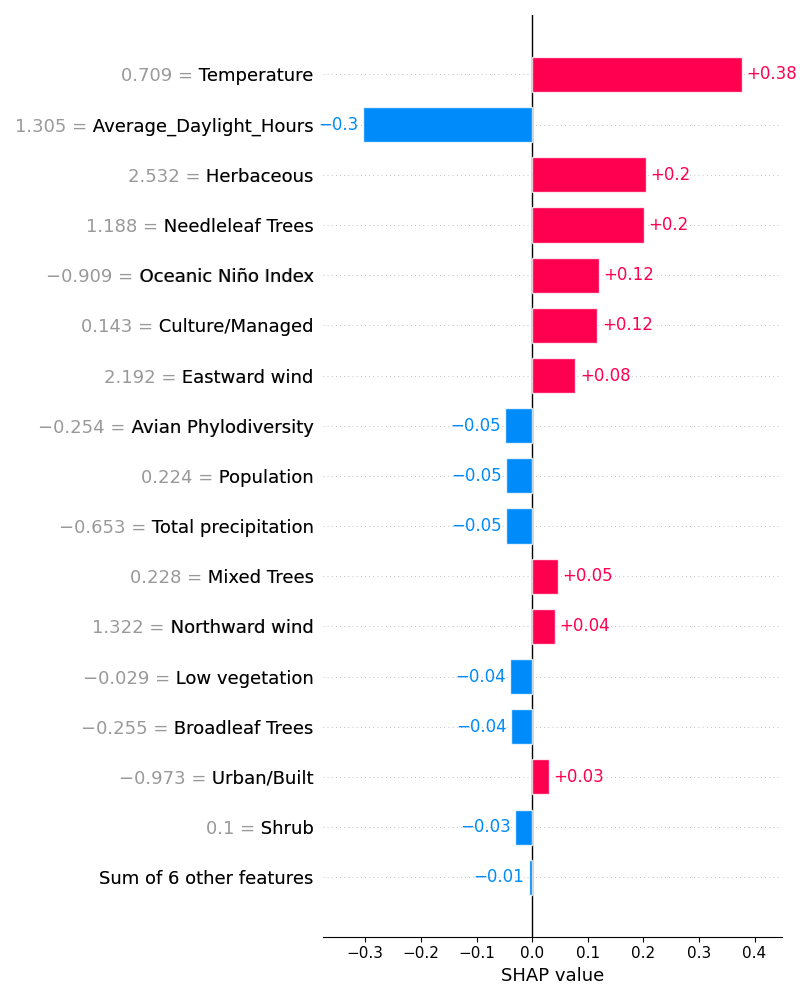 0.709 = Temperature +0.38
1.305 = Average_Daylight_Hours −0.3
2.532 = Herbaceous +0.2
1.188 = Needleleaf Trees +0.2
−0.909 = Oceanic Niño Index +0.12
0.143 = Culture/Managed +0.12
2.192 = Eastward wind +0.08
−0.254 = Avian Phylodiversity −0.05
0.224 = Population −0.05
−0.653 = Total precipitation −0.05
0.228 = Mixed Trees +0.05
1.322 = Northward wind +0.04
−0.029 = Low vegetation −0.04
−0.255 = Broadleaf Trees −0.04
−0.973 = Urban/Built +0.03
0.1 = Shrub −0.03
Sum of 6 other features −0.01
−0.3 −0.2 −0.1 0.0 0.1 0.2 0.3 0.4
SHAP value